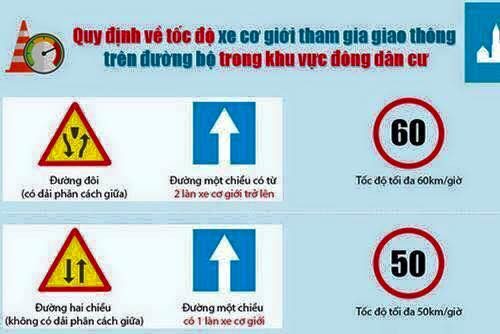 Quy định về tốc độ xe cơ giới tham gia giao thông
trên đường bộ trong khu vực đông dân cư
Đường đôi
(có dải phân cách giữa)
Đường một chiều có từ
2 làn xe cơ giới trở lên
60
Tốc độ tối đa 60km/giờ
Đường hai chiều
(không có dải phân cách giữa)
Đường một chiều
có 1 làn xe cơ giới
50
Tốc độ tối đa 50km/giờ